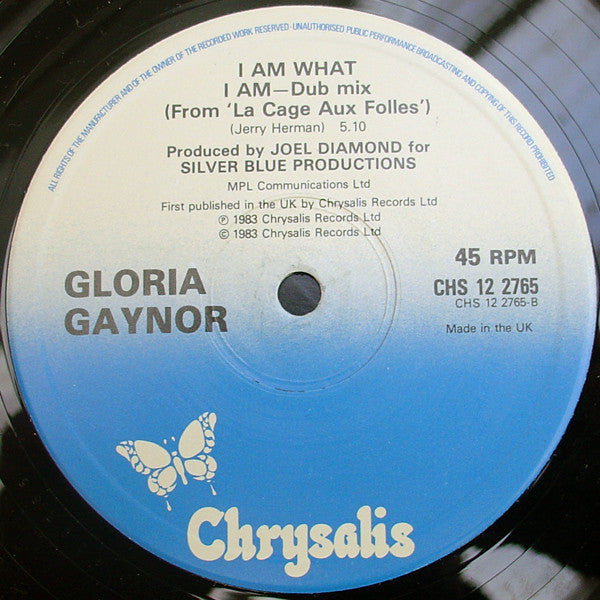 ALL RIGHTS OF THE MANUFACTURER AND OF THE OWNER OF THE RECORDED WORK RESERVED · UNAUTHORISED PUBLIC PERFORMANCE BROADCASTING AND COPYING OF THIS RECORD PROHIBITED
I AM WHAT
I AM—Dub mix
(From ‘La Cage Aux Folles’)
(Jerry Herman) 5.10
Produced by JOEL DIAMOND for
SILVER BLUE PRODUCTIONS
MPL Communications Ltd
First published in the UK by Chrysalis Records Ltd
℗ 1983 Chrysalis Records Ltd
© 1983 Chrysalis Records Ltd
45 RPM
GLORIA
GAYNOR
CHS 12 2765
CHS 12 2765-B
Made in the UK
Chrysalis